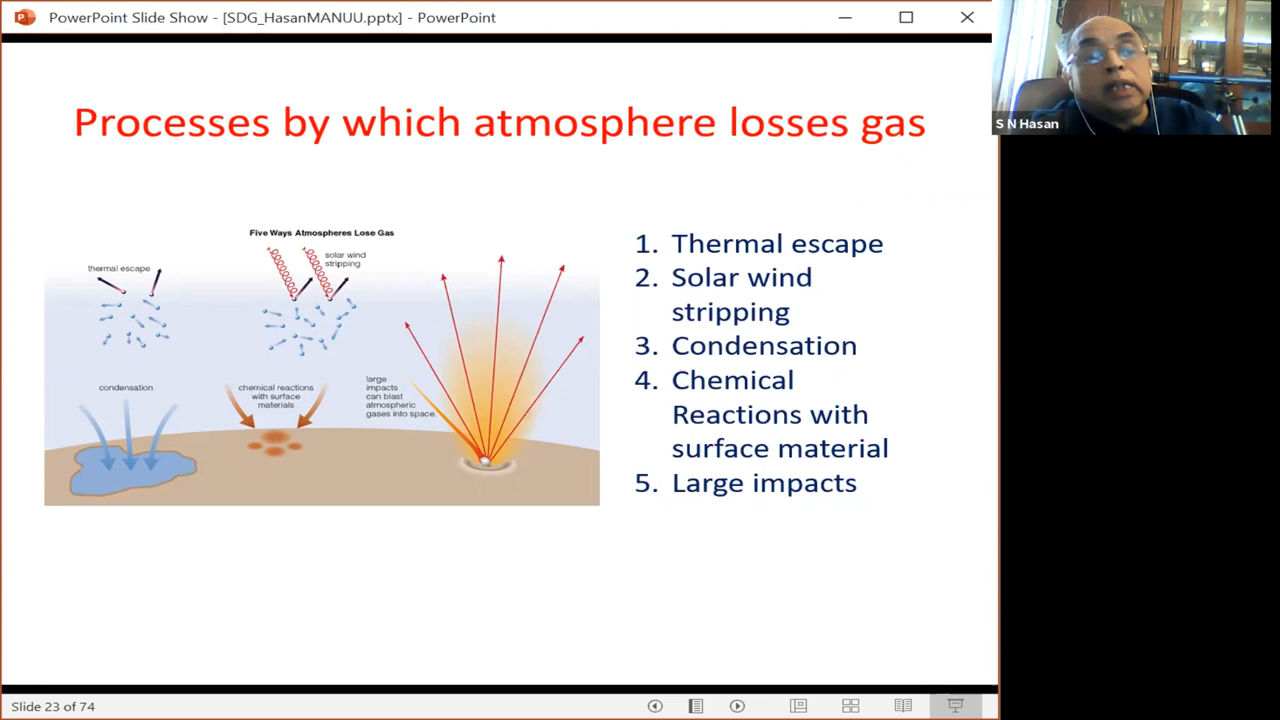 PowerPoint Slide Show - [SDG_HasanMANUU.pptx] - PowerPoint
S N Hasan
Processes by which atmosphere losses gas
Five Ways Atmospheres Lose Gas
thermal escape
solar wind
stripping
condensation
chemical reactions
with surface
materials
large
impacts
can blast
atmospheric
gases into space.
1. Thermal escape
2. Solar wind
stripping
3. Condensation
4. Chemical
Reactions with
surface material
5. Large impacts
Slide 23 of 74